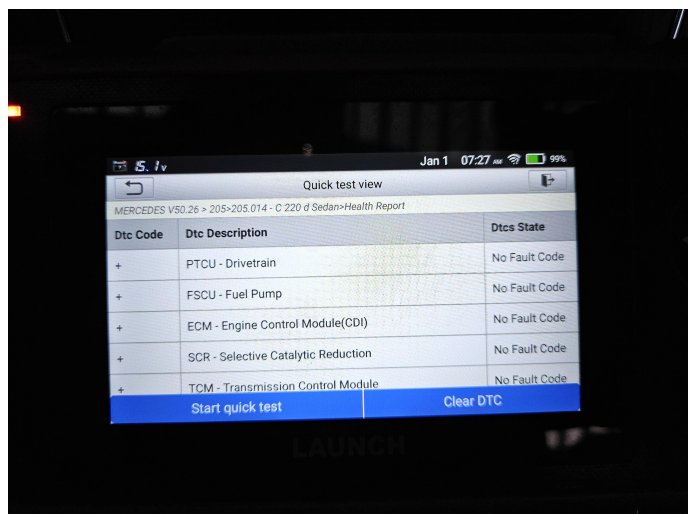 15.1v Jan 1 07:27 AM 99%
Quick test view
MERCEDES V50.26 > 205>205.014 - C 220 d Sedan>Health Report
Dtc Code Dtc Description Dtcs State
+ PTCU - Drivetrain No Fault Code
+ FSCU - Fuel Pump No Fault Code
+ ECM - Engine Control Module(CDI) No Fault Code
+ SCR - Selective Catalytic Reduction No Fault Code
+ TCM - Transmission Control Module No Fault Code
Start quick test Clear DTC
LAUNCH